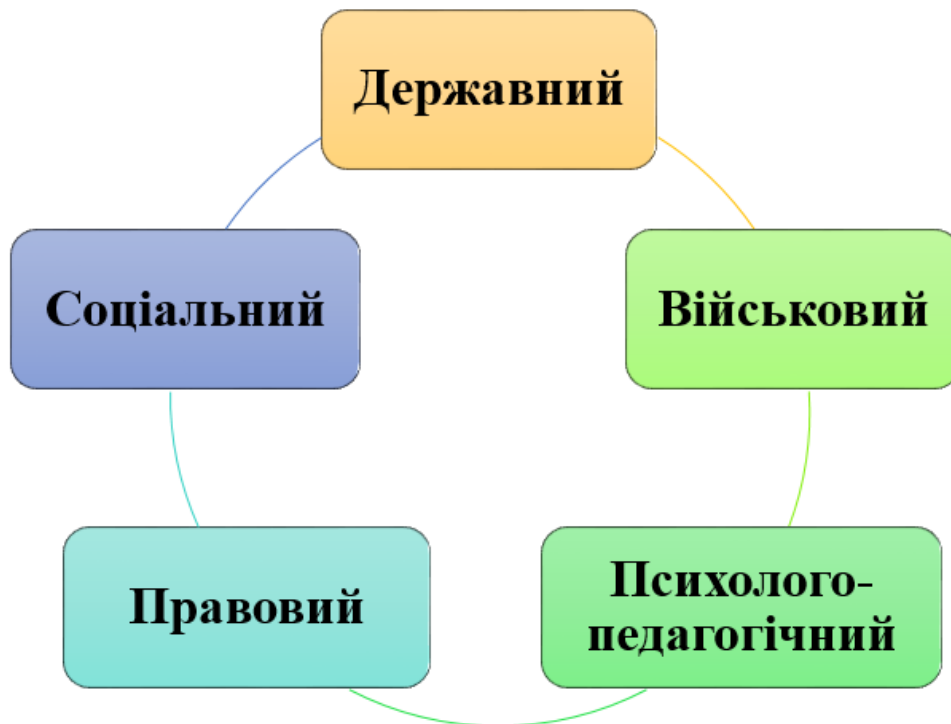 Державний
Соціальний
Військовий
Правовий
Психолого-
педагогічний